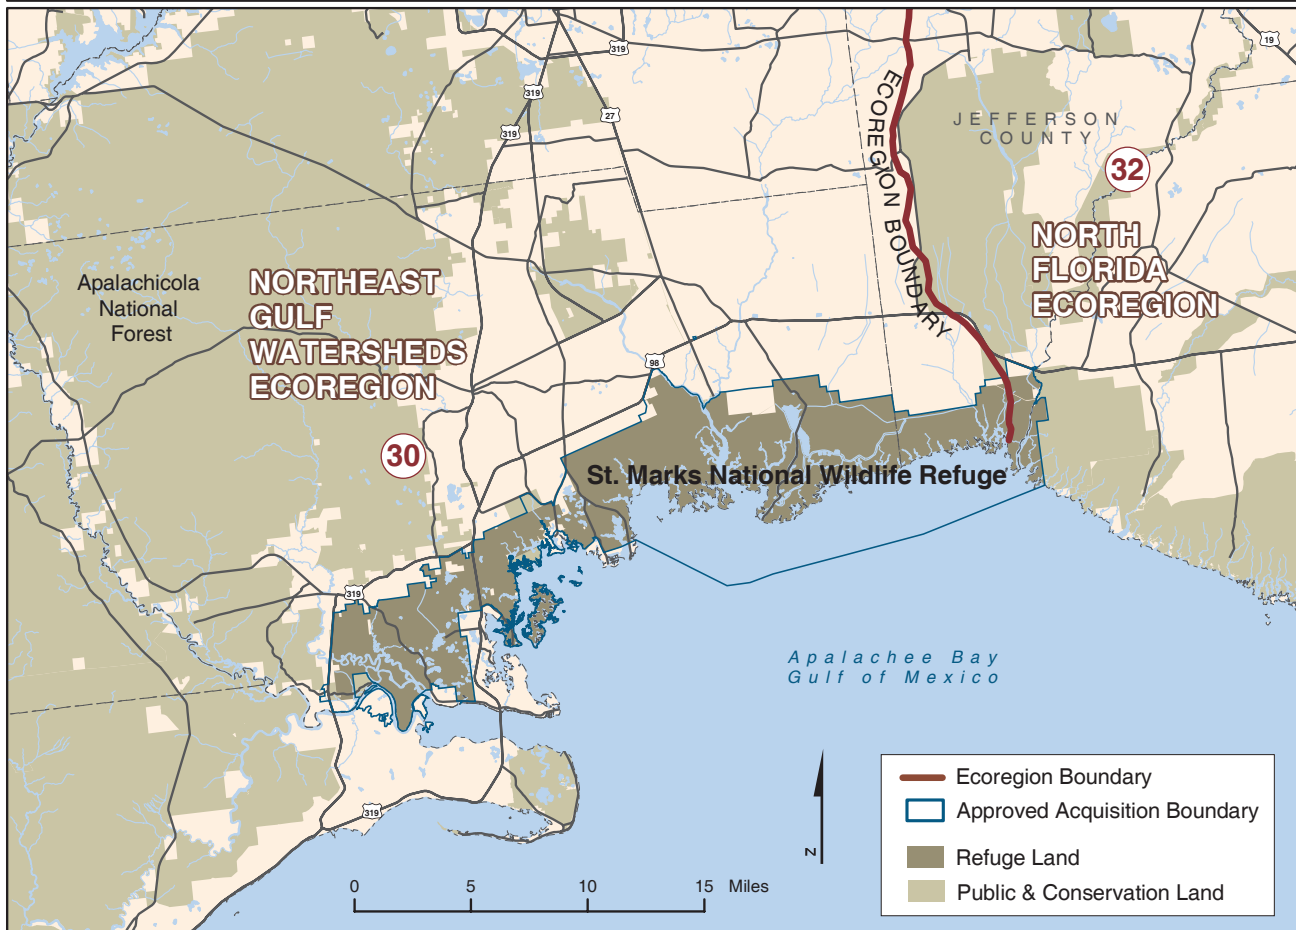 319
19
319
27
319
ECOREGION BOUNDARY
JEFFERSON
COUNTY
32
NORTH
FLORIDA
ECOREGION
Apalachicola
National
Forest
NORTHEAST
GULF
WATERSHEDS
ECOREGION
98
30
St. Marks National Wildlife Refuge
319
Apalachee Bay
Gulf of Mexico
319
N
Ecoregion Boundary
Approved Acquisition Boundary
Refuge Land
Public & Conservation Land
0 5 10 15 Miles